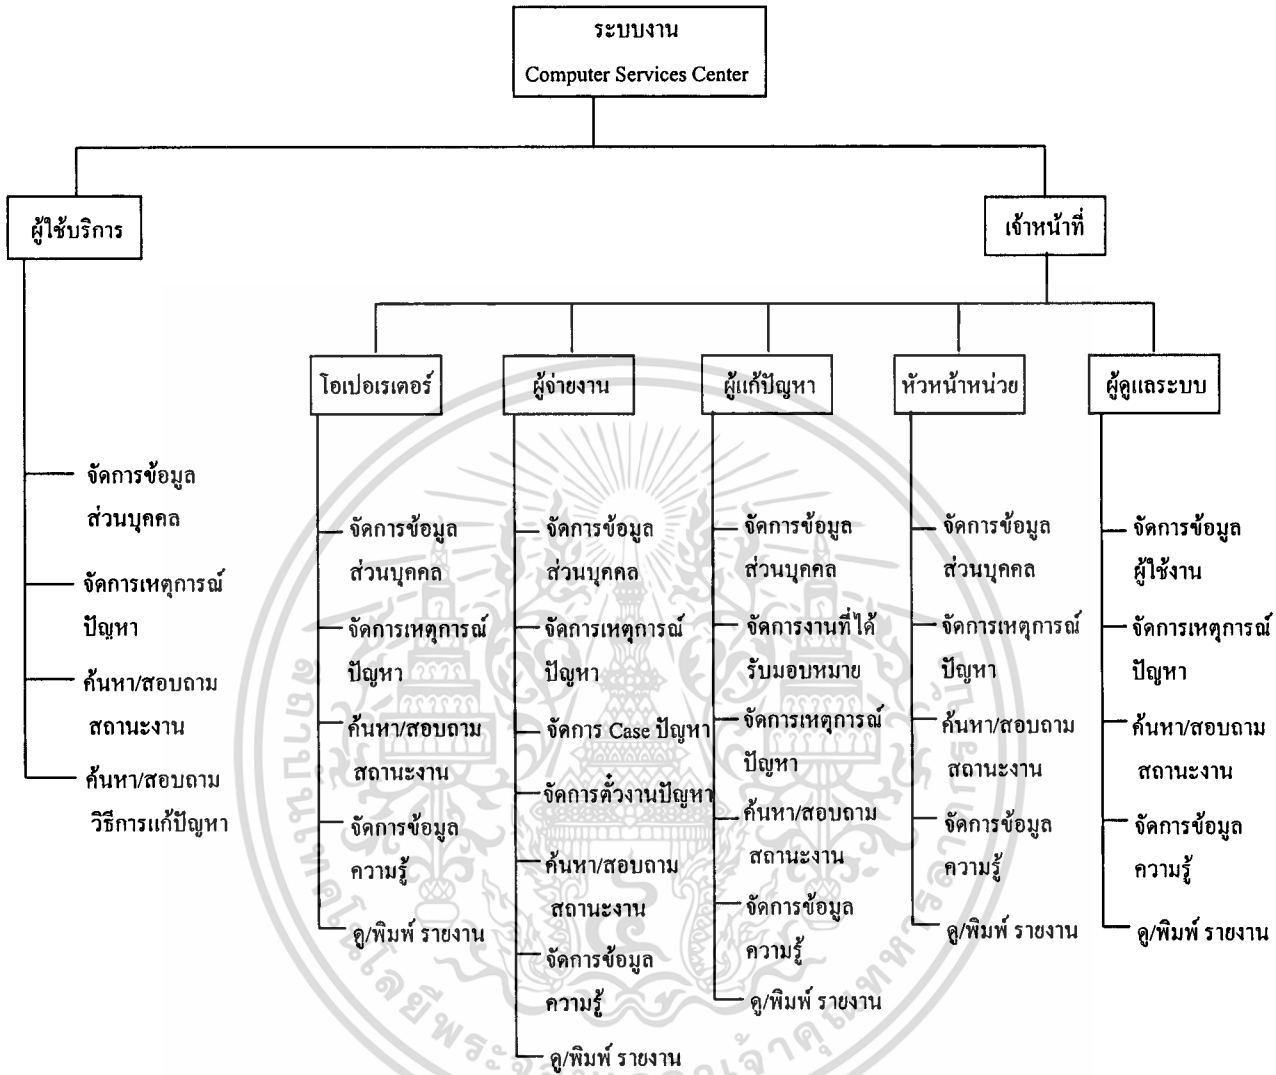 ระบบงาน
Computer Services Center
ผู้ใช้บริการ
เจ้าหน้าที่
โอเปอเรเตอร์
ผู้จ่ายงาน
ผู้แก้ปัญหา
หัวหน้าหน่วย
ผู้ดูแลระบบ
จัดการข้อมูล
ส่วนบุคคล
จัดการเหตุการณ์
ปัญหา
ค้นหา/สอบถาม
สถานะงาน
ค้นหา/สอบถาม
วิธีการแก้ปัญหา
จัดการข้อมูล
ส่วนบุคคล
จัดการเหตุการณ์
ปัญหา
ค้นหา/สอบถาม
สถานะงาน
จัดการข้อมูล
ความรู้
ดู/พิมพ์ รายงาน
จัดการข้อมูล
ส่วนบุคคล
จัดการเหตุการณ์
ปัญหา
จัดการ Case ปัญหา
จัดการตั๋วงานปัญหา
ค้นหา/สอบถาม
สถานะงาน
จัดการข้อมูล
ความรู้
ดู/พิมพ์ รายงาน
จัดการข้อมูล
ส่วนบุคคล
จัดการงานที่ได้
รับมอบหมาย
จัดการเหตุการณ์
ปัญหา
ค้นหา/สอบถาม
สถานะงาน
จัดการข้อมูล
ความรู้
ดู/พิมพ์ รายงาน
จัดการข้อมูล
ส่วนบุคคล
จัดการเหตุการณ์
ปัญหา
ค้นหา/สอบถาม
สถานะงาน
จัดการข้อมูล
ความรู้
ดู/พิมพ์ รายงาน
จัดการข้อมูล
ผู้ใช้งาน
จัดการเหตุการณ์
ปัญหา
ค้นหา/สอบถาม
สถานะงาน
จัดการข้อมูล
ความรู้
ดู/พิมพ์ รายงาน